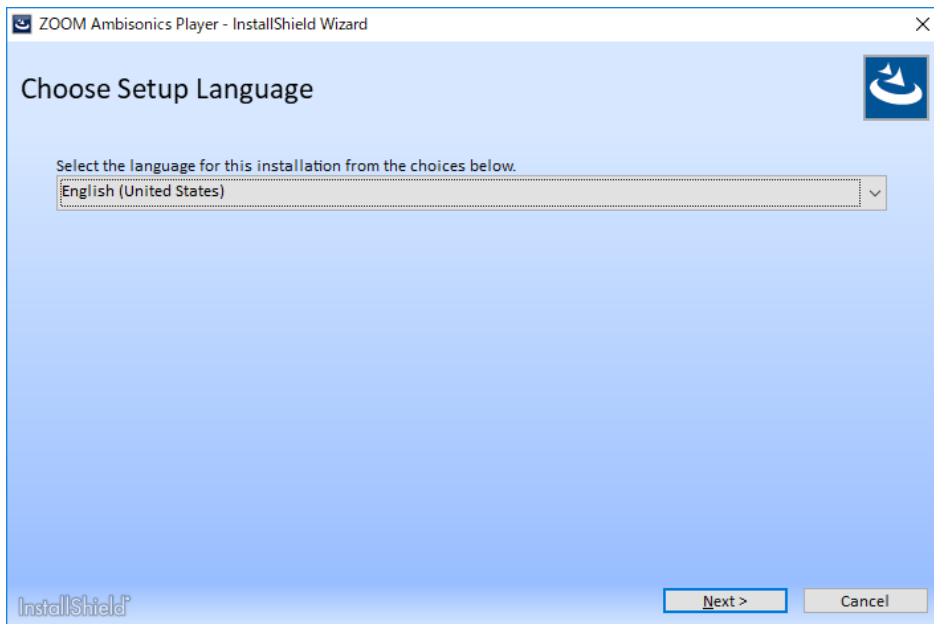 ZOOM Ambisonics Player - InstallShield Wizard
Choose Setup Language
Select the language for this installation from the choices below.
English (United States)
InstallShield
Next >
Cancel